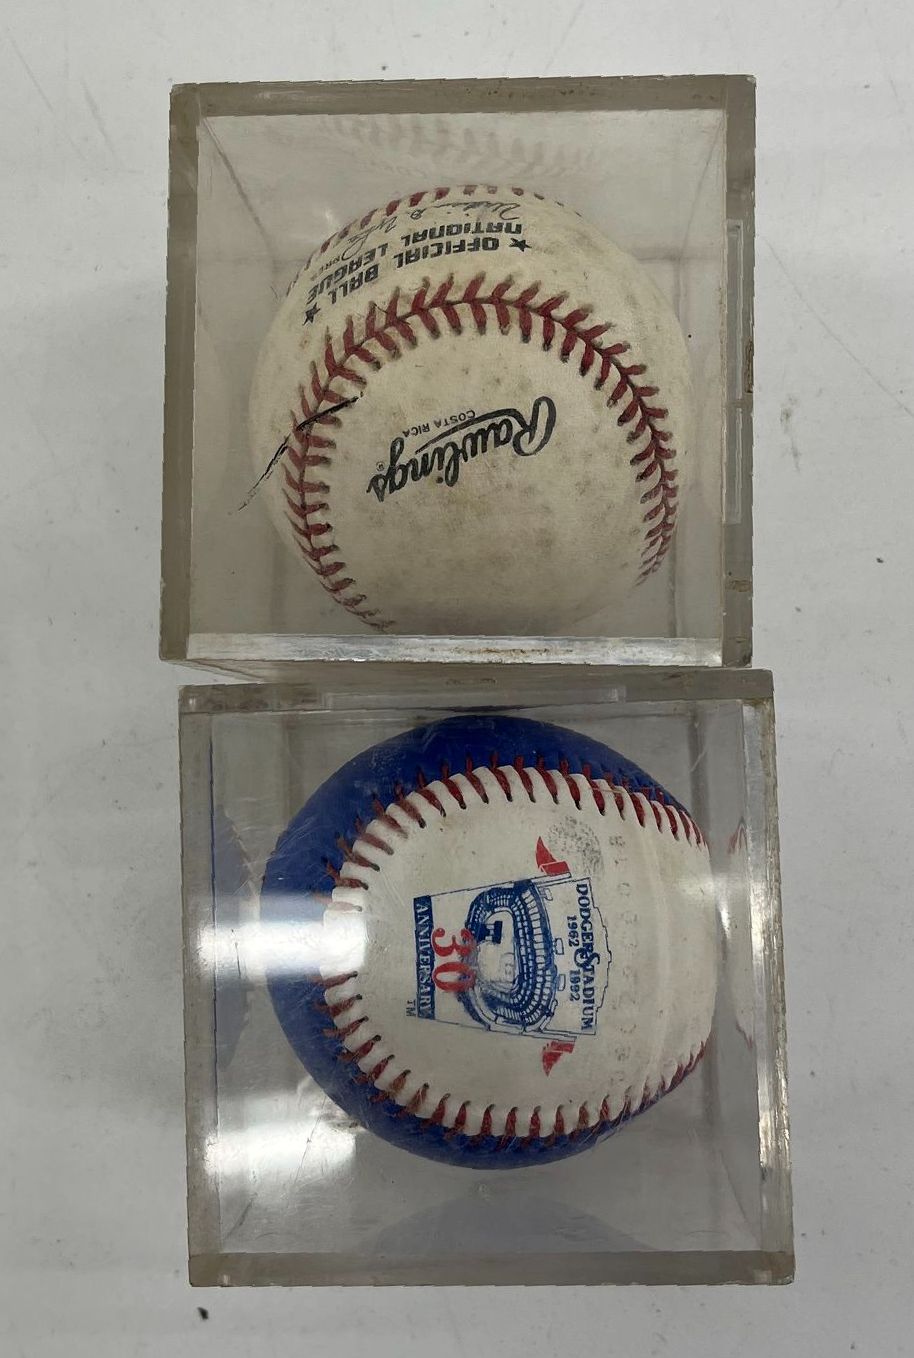 Rawlings®
COSTA RICA
★ OFFICIAL BALL ★
NATIONAL LEAGUE
DODGER STADIUM
1962 1992
30
ANNIVERSARY
TM